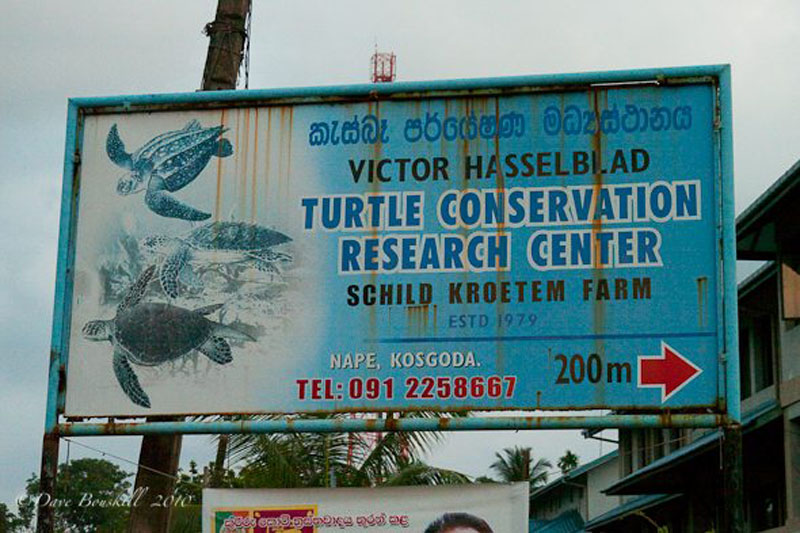 කැස්බෑ පර්යේෂණ මධ්‍යස්ථානය
VICTOR HASSELBLAD
TURTLE CONSERVATION
RESEARCH CENTER
SCHILD KROETEM FARM
ESTD 1979
NAPE, KOSGODA.
200m
TEL: 091 2258667
© Dave Bouskill 2010